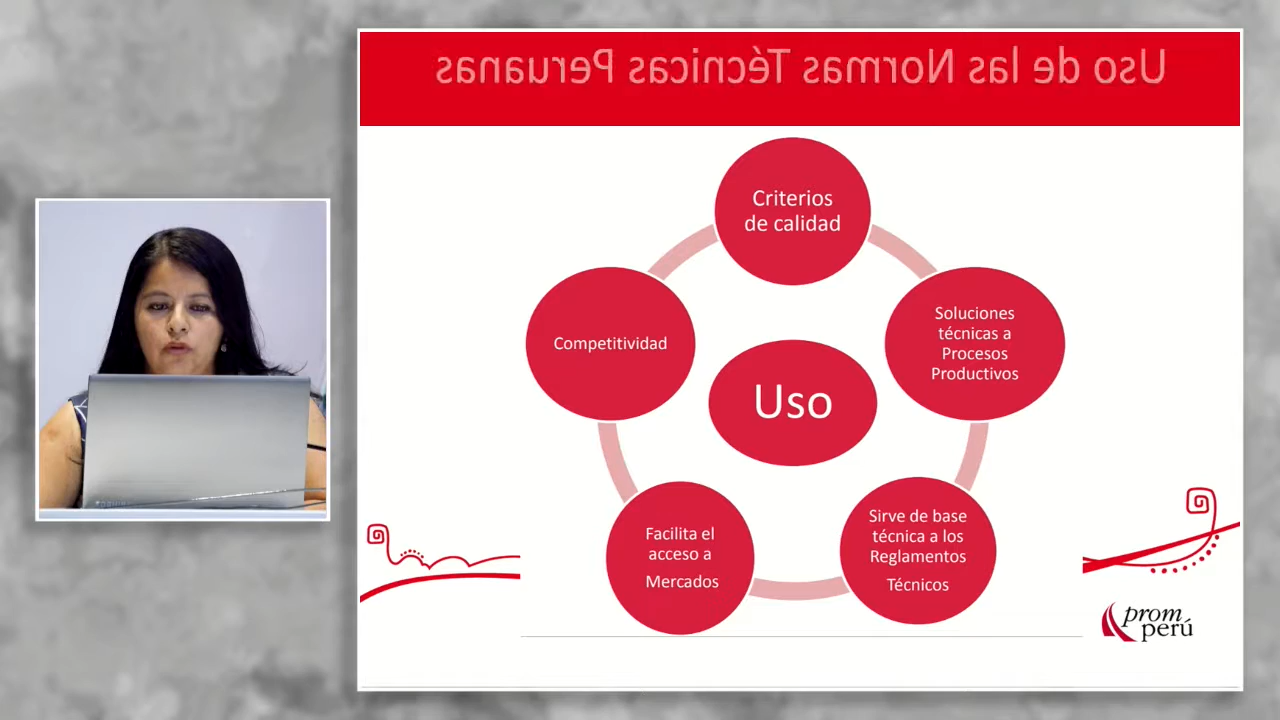 Uso de las Normas Técnicas Peruanas
Criterios
de calidad
Soluciones
técnicas a
Procesos
Productivos
Sirve de base
técnica a los
Reglamentos
Técnicos
Facilita el
acceso a
Mercados
Competitividad
Uso
prom
perú